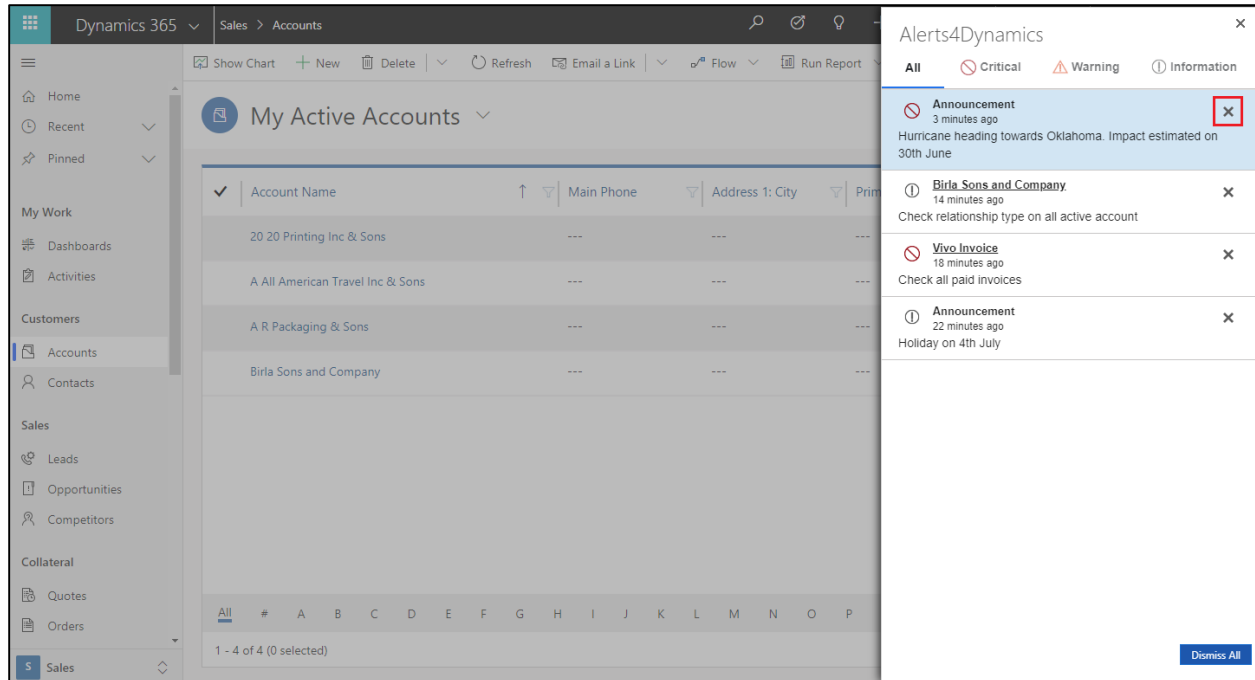 Dynamics 365
Sales > Accounts
Show Chart
New
Delete
Refresh
Email a Link
Flow
Run Report
Home
Recent
Pinned
My Work
Dashboards
Activities
Customers
Accounts
Contacts
Sales
Leads
Opportunities
Competitors
Collateral
Quotes
Orders
S Sales
My Active Accounts
Account Name Main Phone Address 1: City Prim
20 20 Printing Inc & Sons --- --- ---
A All American Travel Inc & Sons --- --- ---
A R Packaging & Sons --- --- ---
Birla Sons and Company --- --- ---
All # A B C D E F G H I J K L M N O P
1 - 4 of 4 (0 selected)
Alerts4Dynamics
All Critical Warning Information
Announcement
3 minutes ago
Hurricane heading towards Oklahoma. Impact estimated on
30th June
Birla Sons and Company
14 minutes ago
Check relationship type on all active account
Vivo Invoice
18 minutes ago
Check all paid invoices
Announcement
22 minutes ago
Holiday on 4th July
Dismiss All